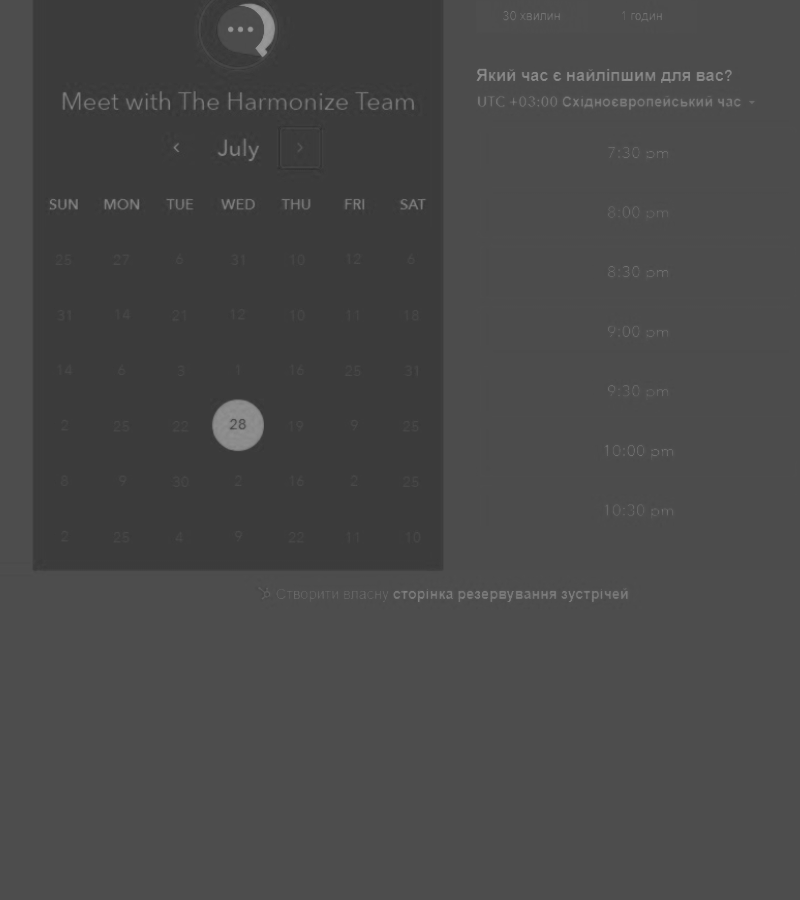 30 хвилин 1 годин
Який час є найліпшим для вас?
UTC +03:00 Східноєвропейський час
Meet with The Harmonize Team
July
SUN MON TUE WED THU FRI SAT
26 27 6 31 10 12 6
31 14 21 12 10 11 18
14 6 3 1 16 25 31
2 25 22 28 19 9 25
8 9 30 2 16 2 25
2 25 4 9 22 11 10
7:30 pm
8:00 pm
8:30 pm
9:00 pm
9:30 pm
10:00 pm
10:30 pm
Створити власну сторінка резервування зустрічей